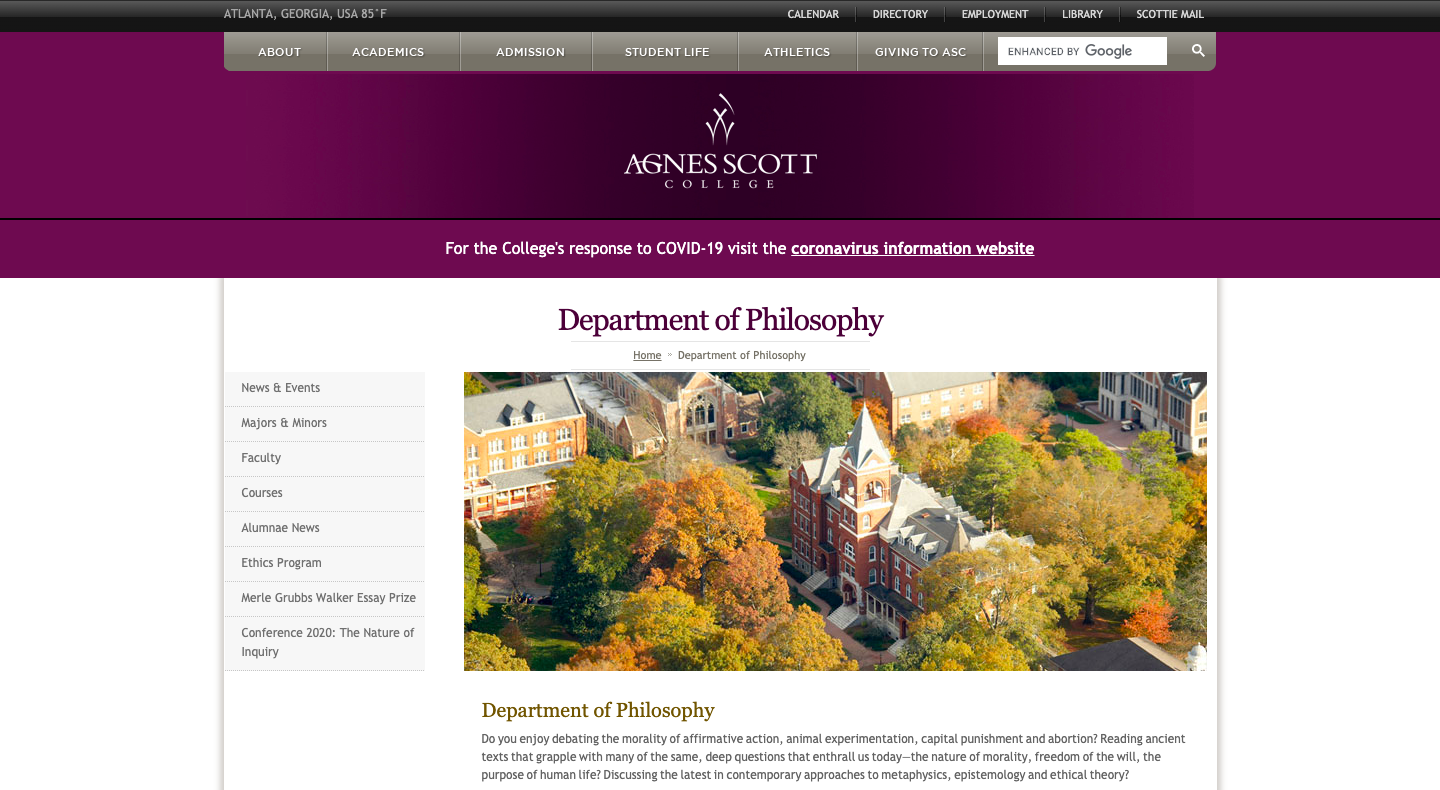 ATLANTA, GEORGIA, USA 85°F
CALENDAR
DIRECTORY
EMPLOYMENT
LIBRARY
SCOTTIE MAIL
ABOUT
ACADEMICS
ADMISSION
STUDENT LIFE
ATHLETICS
GIVING TO ASC
ENHANCED BY Google
AGNES SCOTT
COLLEGE
For the College's response to COVID-19 visit the coronavirus information website
Department of Philosophy
Home » Department of Philosophy
News & Events
Majors & Minors
Faculty
Courses
Alumnae News
Ethics Program
Merle Grubbs Walker Essay Prize
Conference 2020: The Nature of
Inquiry
Department of Philosophy
Do you enjoy debating the morality of affirmative action, animal experimentation, capital punishment and abortion? Reading ancient
texts that grapple with many of the same, deep questions that enthrall us today—the nature of morality, freedom of the will, the
purpose of human life? Discussing the latest in contemporary approaches to metaphysics, epistemology and ethical theory?